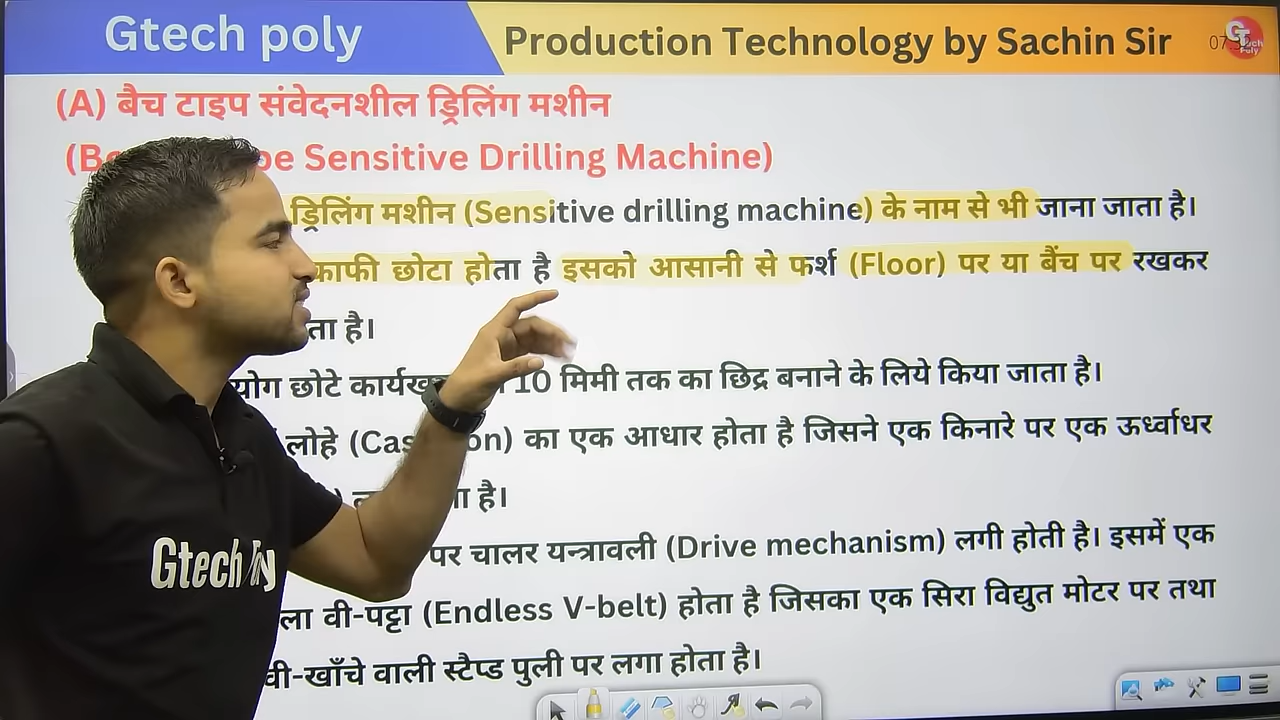 Gtech poly
Production Technology by Sachin Sir
(A) बैच टाइप संवेदनशील ड्रिलिंग मशीन
Sensitive Drilling Machine)
ड्रिलिंग मशीन (Sensitive drilling machine) के नाम से भी जाना जाता है।
काफी छोटा होता है इसको आसानी से फर्श (Floor) पर या बैंच पर रखकर
है।
छोटे 10 मिमी तक का छिद्र बनाने के लिये किया जाता है।
लोहे का एक आधार होता है जिसने एक किनारे पर एक ऊर्ध्वाधर
है।
पर चालर यन्त्रावली (Drive mechanism) लगी होती है। इसमें एक
वी-पट्टा (Endless V-belt) होता है जिसका एक सिरा विद्युत मोटर पर तथा
वी-खाँचे वाली स्टैप्ड पुली पर लगा होता है।
Gtech